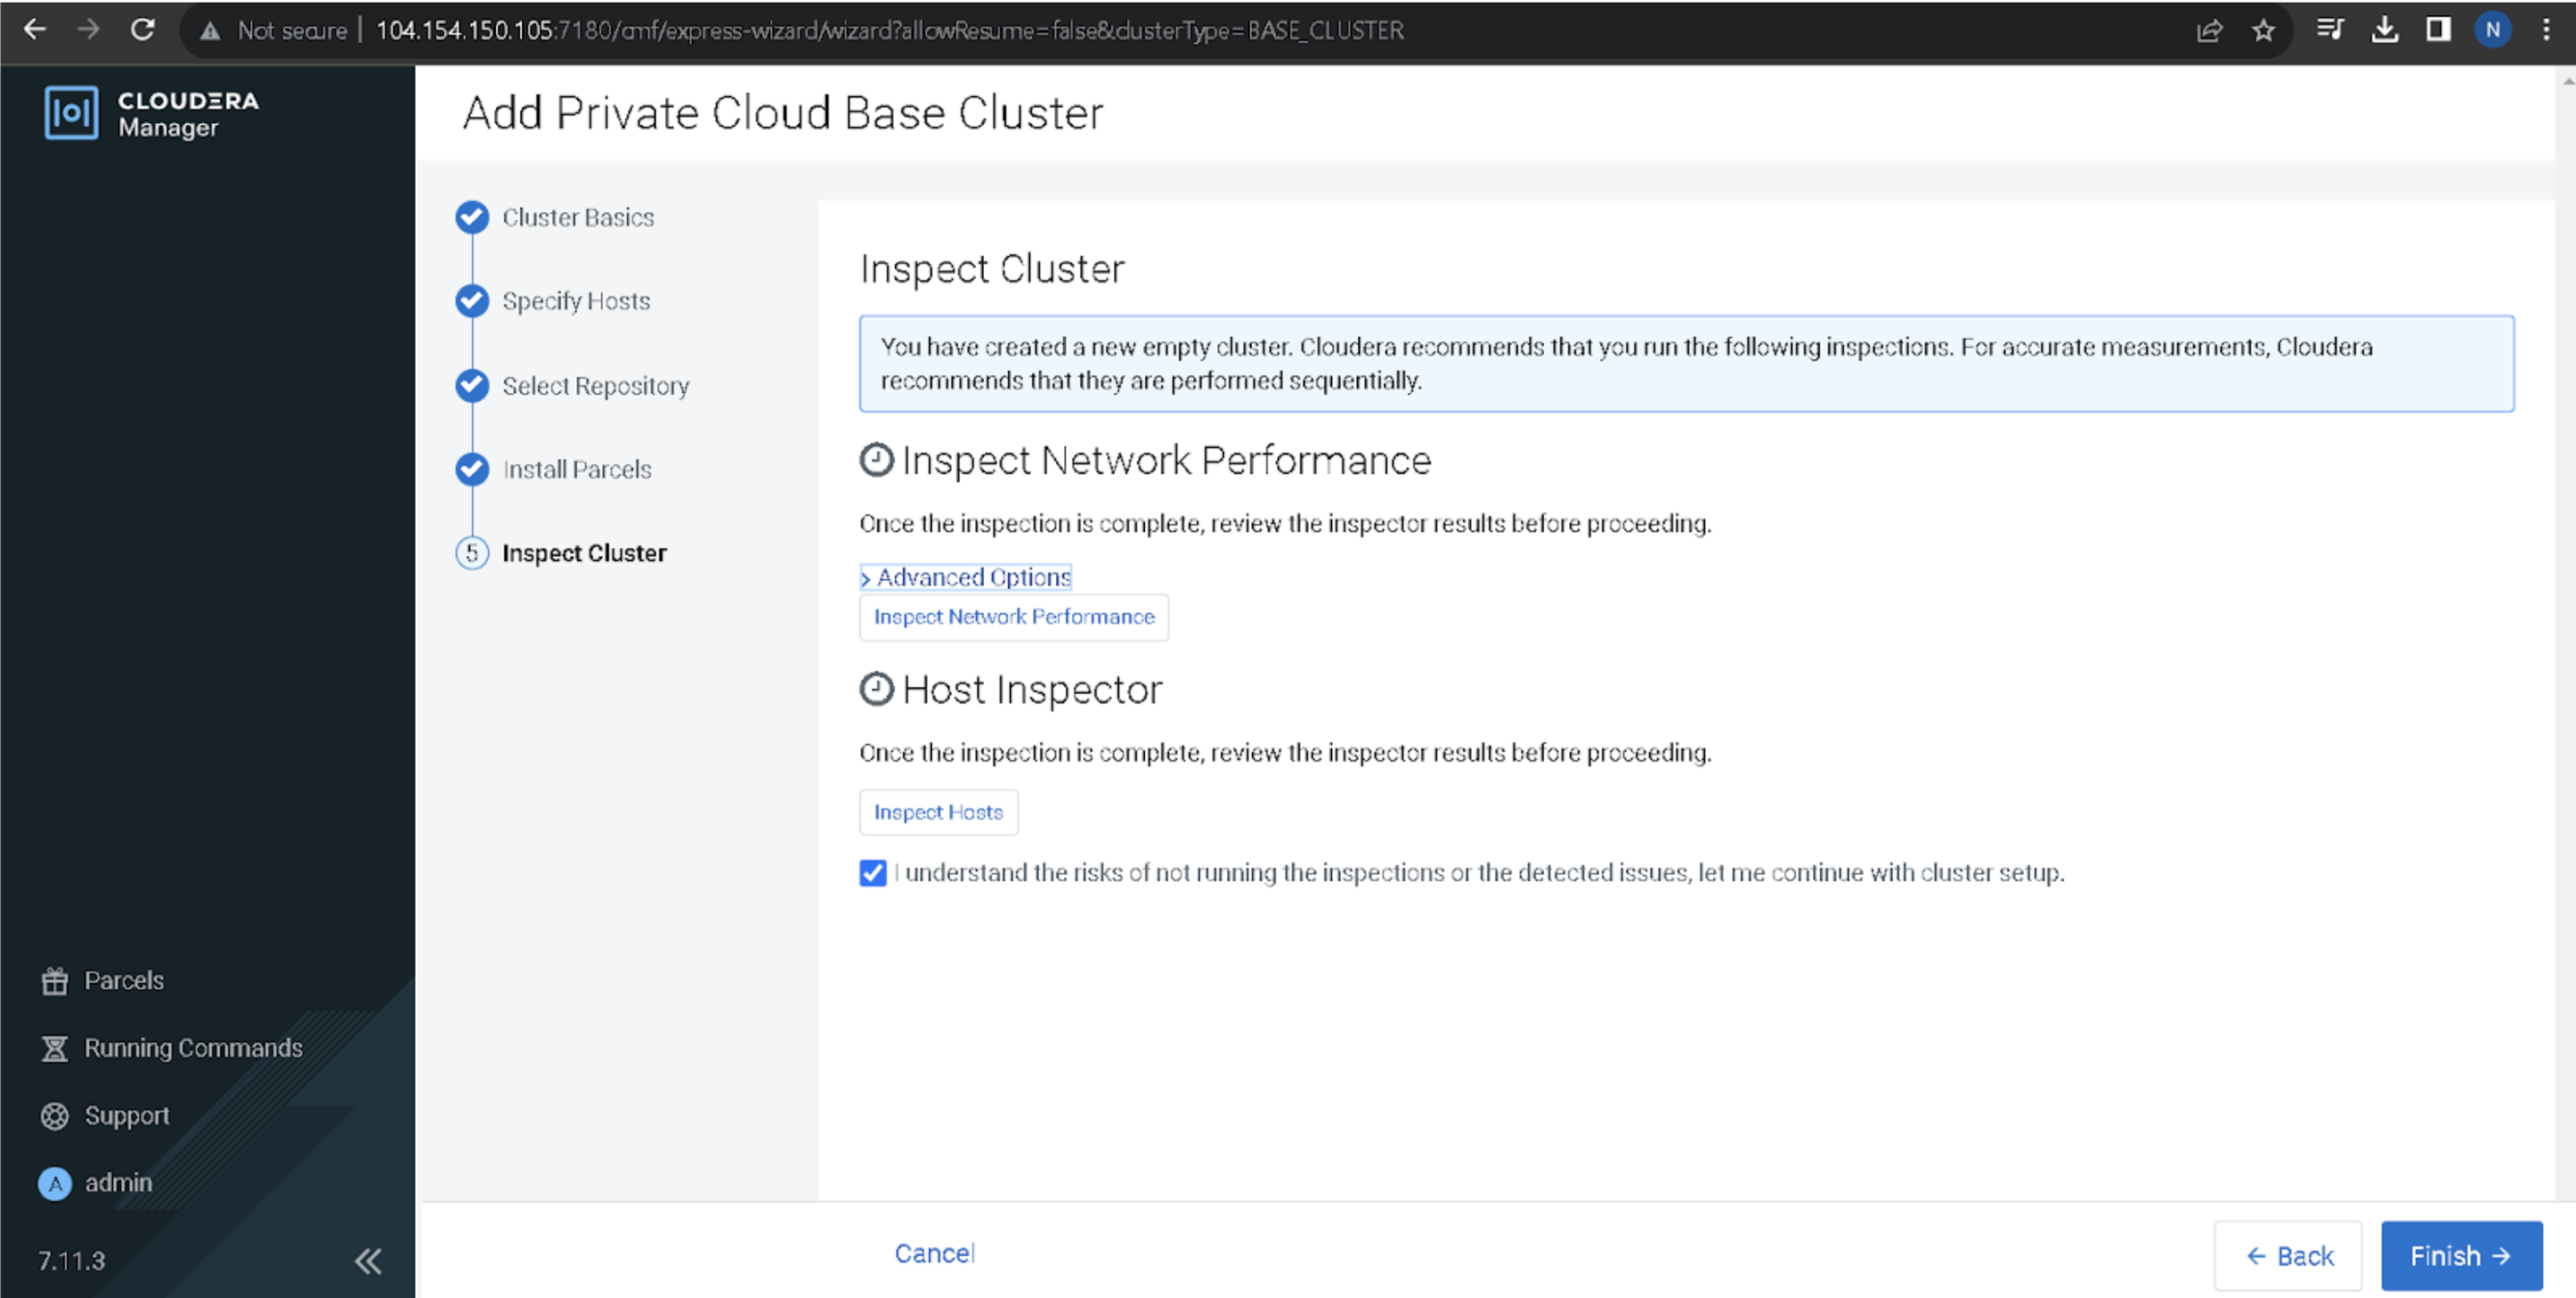 Not secure | 104.154.150.105:7180/cmf/express-wizard/wizard?allowResume=false&clusterType=BASE_CLUSTER
N
CLOUDERA
Manager
Add Private Cloud Base Cluster
Cluster Basics
Specify Hosts
Select Repository
Install Parcels
5 Inspect Cluster
Inspect Cluster
You have created a new empty cluster. Cloudera recommends that you run the following inspections. For accurate measurements, Cloudera
recommends that they are performed sequentially.
Inspect Network Performance
Once the inspection is complete, review the inspector results before proceeding.
> Advanced Options
Inspect Network Performance
Host Inspector
Once the inspection is complete, review the inspector results before proceeding.
Inspect Hosts
I understand the risks of not running the inspections or the detected issues, let me continue with cluster setup.
Parcels
Running Commands
Support
A admin
7.11.3
Cancel
← Back
Finish →